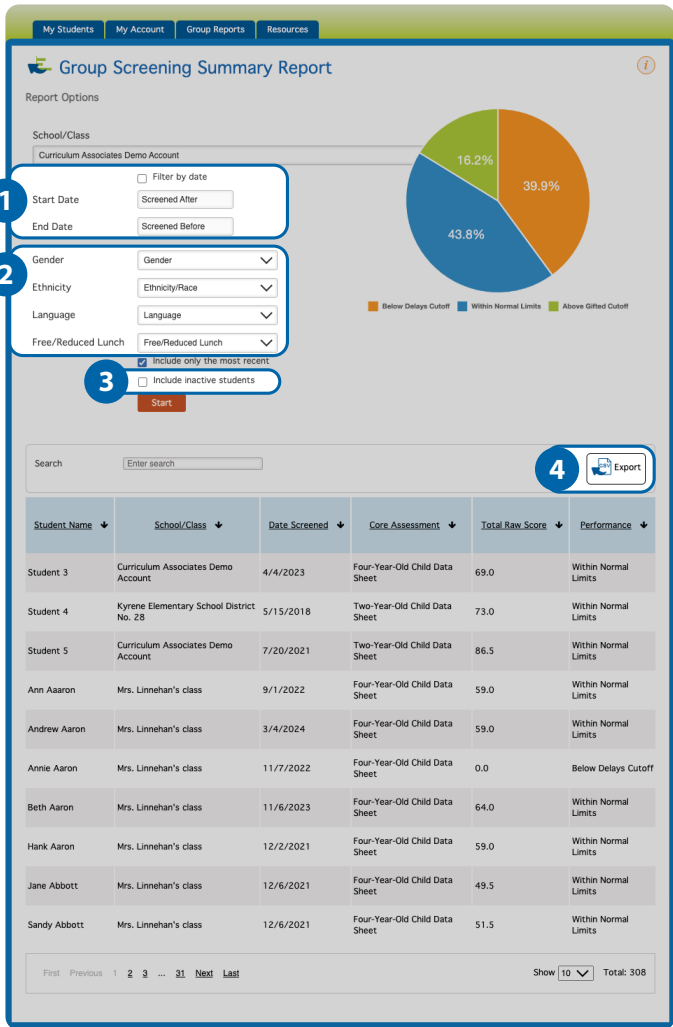 My Students My Account Group Reports Resources
Group Screening Summary Report
i
Report Options
School/Class
Curriculum Associates Demo Account
1
Filter by date
Start Date Screened After
End Date Screened Before
2
Gender Gender
Ethnicity Ethnicity/Race
Language Language
Free/Reduced Lunch Free/Reduced Lunch
Include only the most recent
3
Include inactive students
Start
16.2%
39.9%
43.8%
Below Delays Cutoff Within Normal Limits Above Gifted Cutoff
Search Enter search
4
CSV Export
Student Name School/Class Date Screened Core Assessment Total Raw Score Performance
Student 3 Curriculum Associates Demo Account 4/4/2023 Four-Year-Old Child Data Sheet 69.0 Within Normal Limits
Student 4 Kyrene Elementary School District No. 28 5/15/2018 Two-Year-Old Child Data Sheet 73.0 Within Normal Limits
Student 5 Curriculum Associates Demo Account 7/20/2021 Two-Year-Old Child Data Sheet 86.5 Within Normal Limits
Ann Aaaron Mrs. Linnehan's class 9/1/2022 Four-Year-Old Child Data Sheet 59.0 Within Normal Limits
Andrew Aaron Mrs. Linnehan's class 3/4/2024 Four-Year-Old Child Data Sheet 59.0 Within Normal Limits
Annie Aaron Mrs. Linnehan's class 11/7/2022 Four-Year-Old Child Data Sheet 0.0 Below Delays Cutoff
Beth Aaron Mrs. Linnehan's class 11/6/2023 Four-Year-Old Child Data Sheet 64.0 Within Normal Limits
Hank Aaron Mrs. Linnehan's class 12/2/2021 Four-Year-Old Child Data Sheet 59.0 Within Normal Limits
Jane Abbott Mrs. Linnehan's class 12/6/2021 Four-Year-Old Child Data Sheet 49.5 Within Normal Limits
Sandy Abbott Mrs. Linnehan's class 12/6/2021 Four-Year-Old Child Data Sheet 51.5 Within Normal Limits
First Previous 1 2 3 ... 31 Next Last Show 10 Total: 308